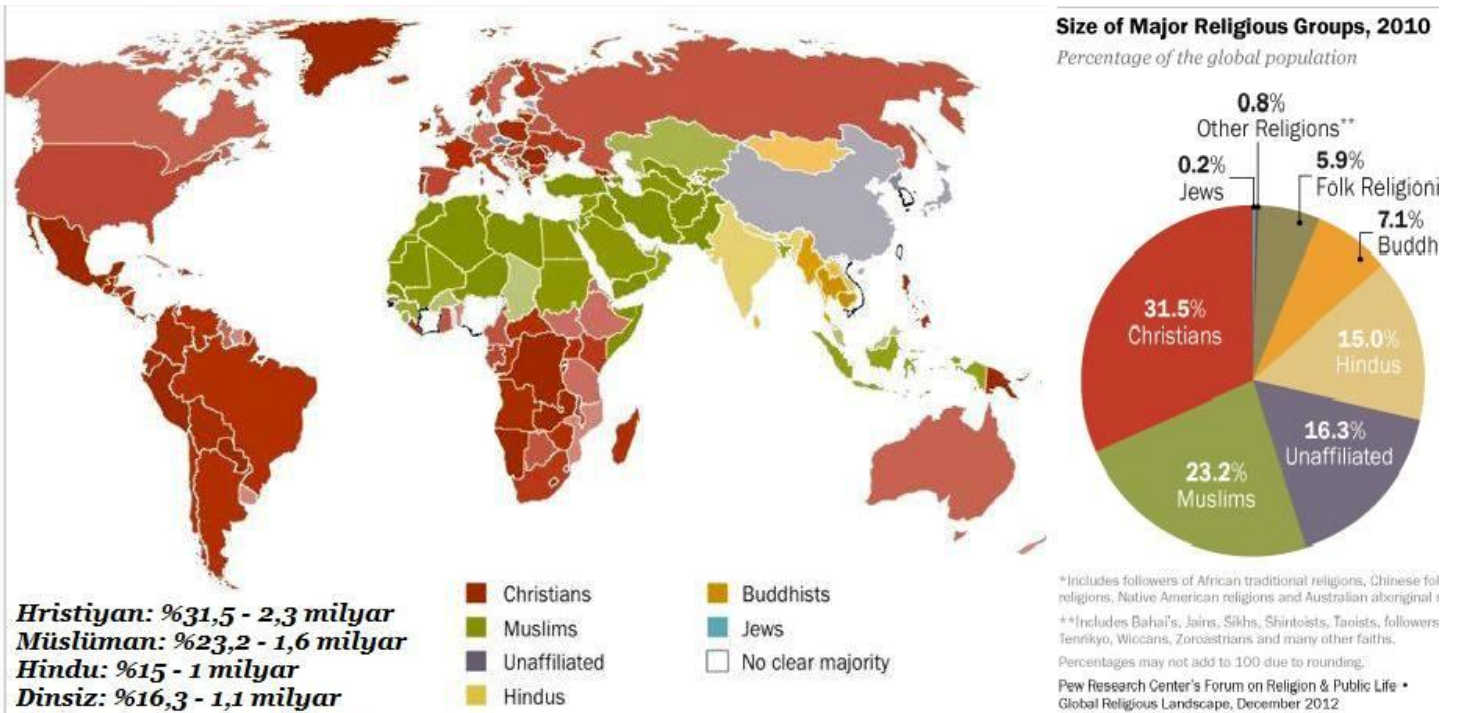 Size of Major Religious Groups, 2010
Percentage of the global population
0.8%
Other Religions**
0.2%
Jews
5.9%
Folk Religioni
7.1%
Buddh
31.5%
Christians
15.0%
Hindus
16.3%
Unaffiliated
23.2%
Muslims
Hristiyan: %31,5 - 2,3 milyar
Müslüman: %23,2 - 1,6 milyar
Hindu: %15 - 1 milyar
Dinsiz: %16,3 - 1,1 milyar
Christians
Muslims
Unaffiliated
Hindus
Buddhists
Jews
No clear majority
*Includes followers of African traditional religions, Chinese fol
religions, Native American religions and Australian aboriginal
**Includes Bahai's, Jains, Sikhs, Shintoists, Taoists, followers
Tenrikyo, Wiccans, Zoroastrians and many other faiths.
Percentages may not add to 100 due to rounding.
Pew Research Center's Forum on Religion & Public Life •
Global Religious Landscape, December 2012